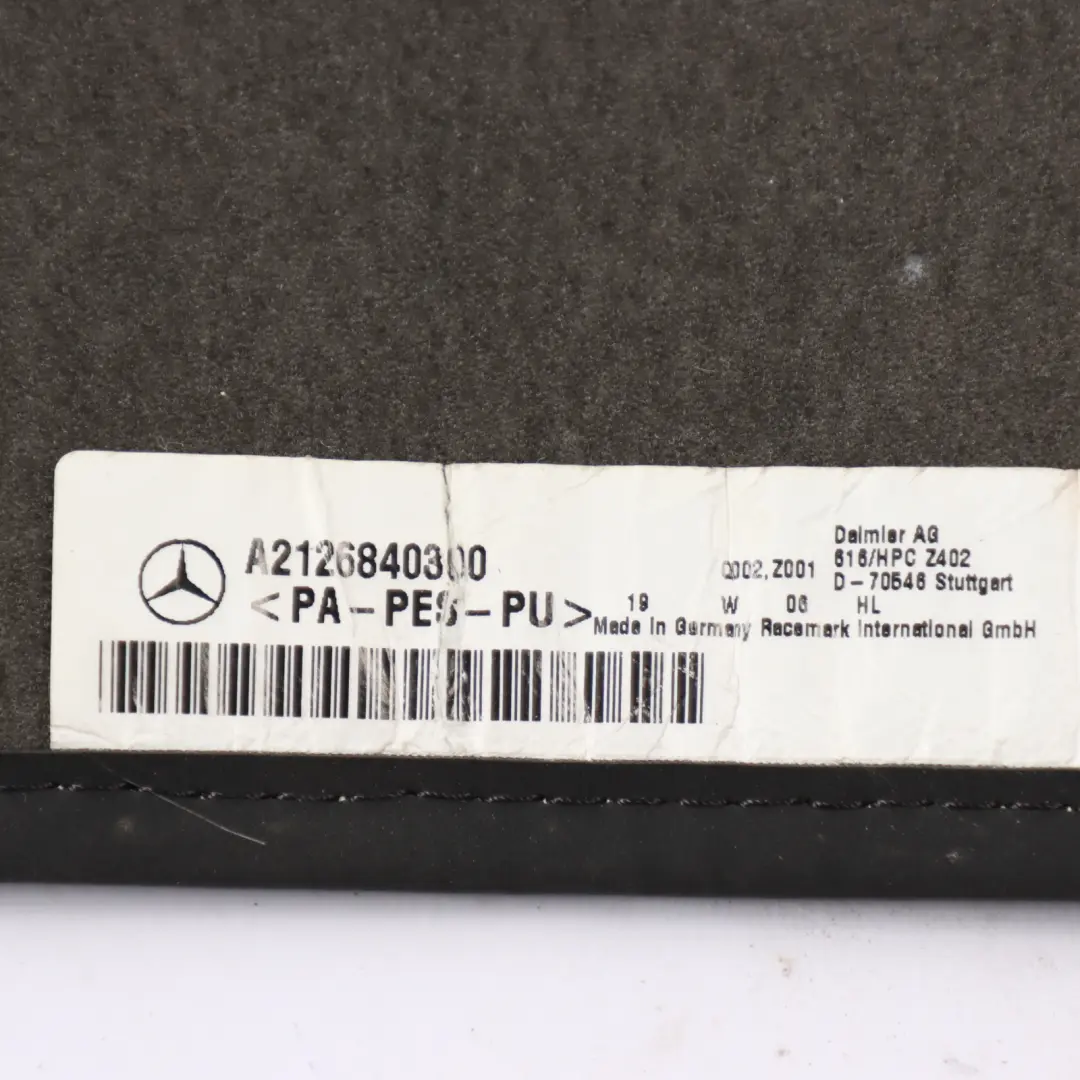 A2126840300
<PA-PES-PU>
Q002,Z001
Daimler AG
616/HPC Z402
D-70546 Stuttgart
19 W 06 HL
Made in Germany Racemark International GmbH